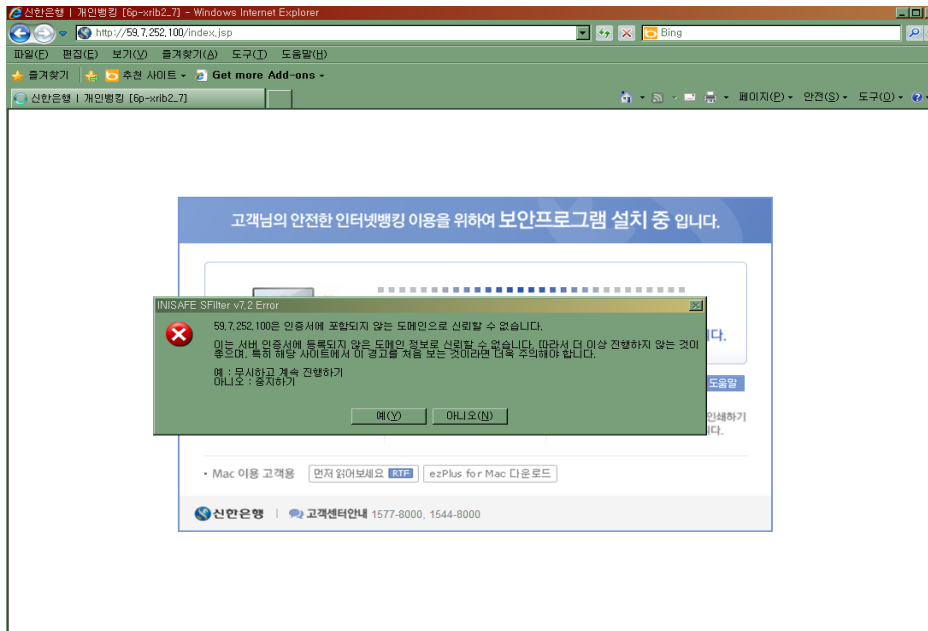 신한은행 | 개인뱅킹 [6p-xrib2_7] - Windows Internet Explorer
http://59.7.252.100/index.jsp
Bing
파일(F) 편집(E) 보기(V) 즐겨찾기(A) 도구(T) 도움말(H)
즐겨찾기 추천 사이트 Get more Add-ons
신한은행 | 개인뱅킹 [6p-xrib2_7]
페이지(P) 안전(S) 도구(O)
고객님의 안전한 인터넷뱅킹 이용을 위하여 보안프로그램 설치 중 입니다.
INISAFE SFilter v7.2 Error
59.7.252.100은 인증서에 포함되지 않는 도메인으로 신뢰할 수 없습니다.
이는 서버 인증서에 등록되지 않은 도메인 정보로 신뢰할 수 없습니다. 따라서 더 이상 진행하지 않는 것이
좋으며, 특히 해당 사이트에서 이 경고를 처음 보는 것이라면 더욱 주의해야 합니다.
예 : 무시하고 계속 진행하기
아니오 : 중지하기
예(Y) 아니오(N)
다.
도움말
인쇄하기
다.
• Mac 이용 고객용 먼저 읽어보세요 RTF ezPlus for Mac 다운로드
신한은행 | 고객센터안내 1577-8000, 1544-8000